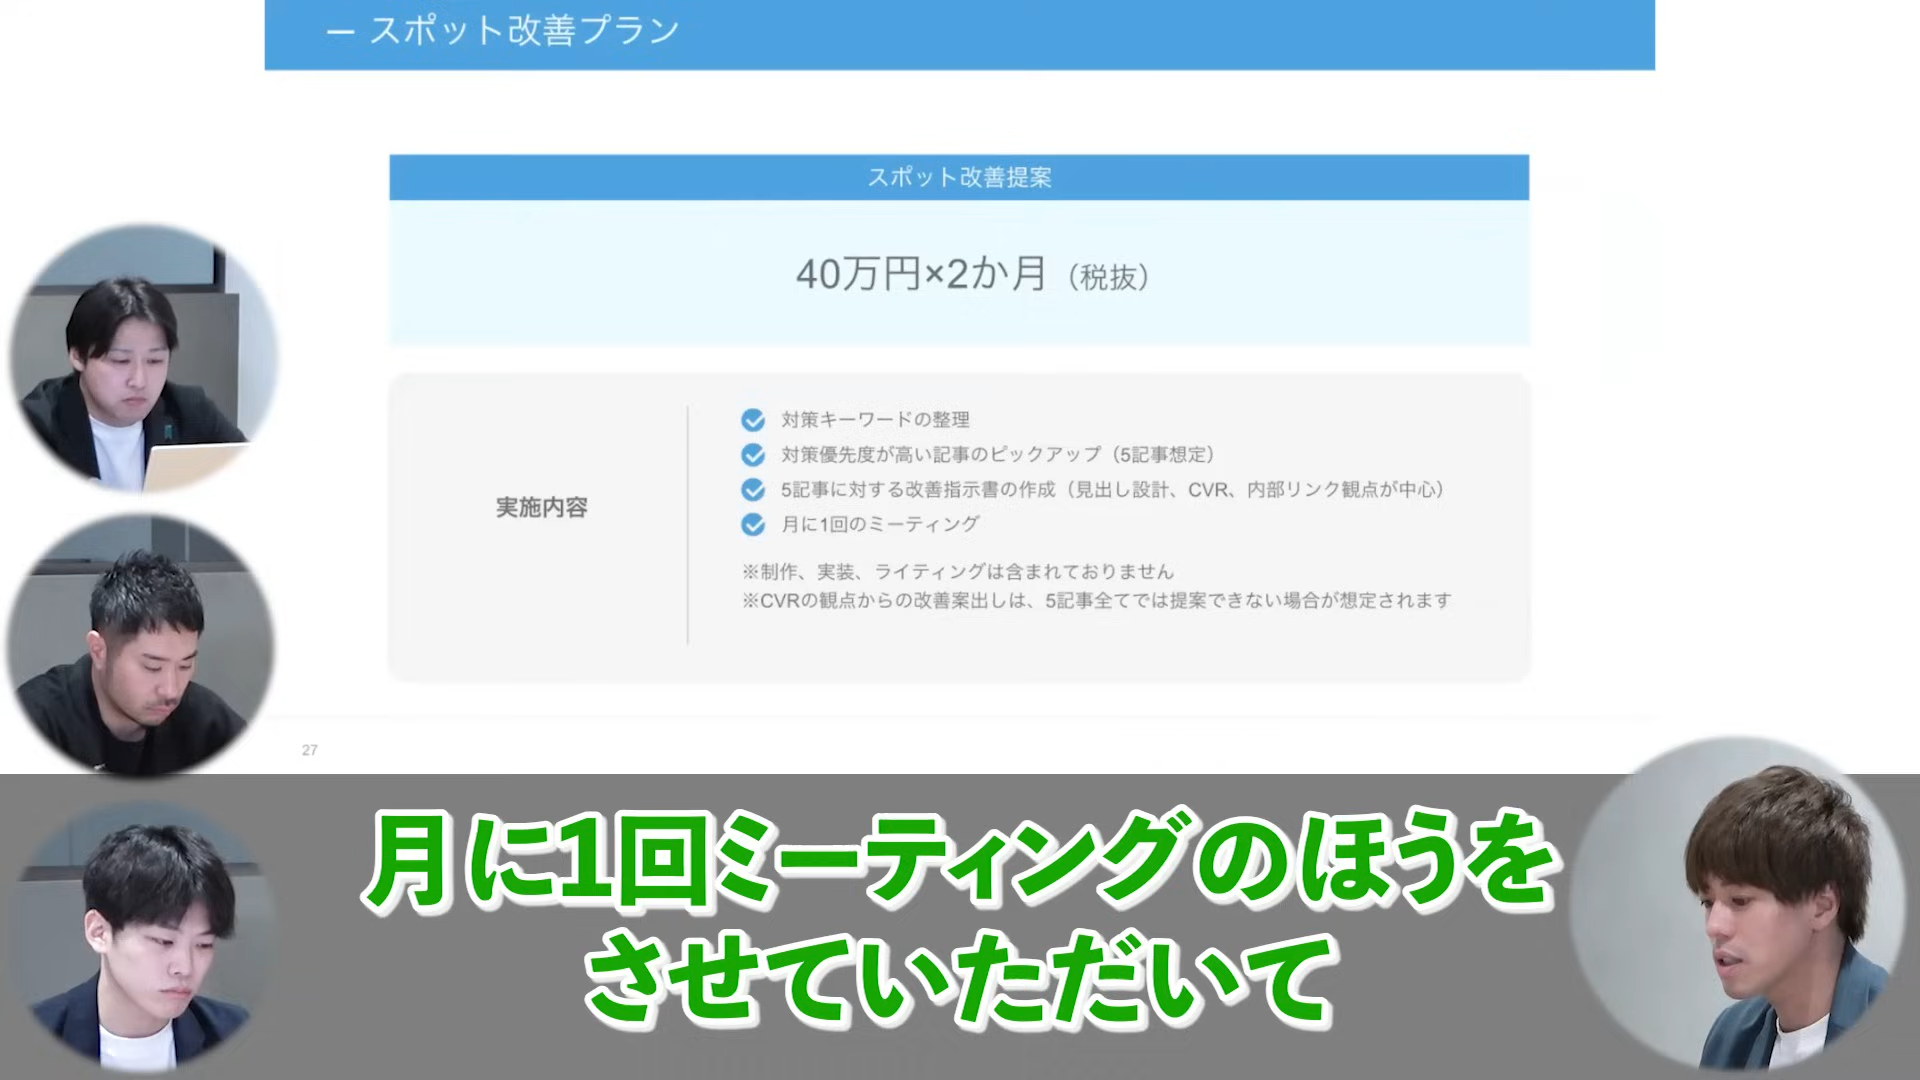 ー スポット改善プラン
スポット改善提案
40万円×2か月（税抜）
実施内容
対策キーワードの整理
対策優先度が高い記事のピックアップ（5記事想定）
5記事に対する改善指示書の作成（見出し設計、CVR、内部リンク観点が中心）
月に1回のミーティング
※制作、実装、ライティングは含まれておりません
※CVRの観点からの改善案出しは、5記事全てでは提案できない場合が想定されます
27
月に1回ミーティングのほうを
させていただいて